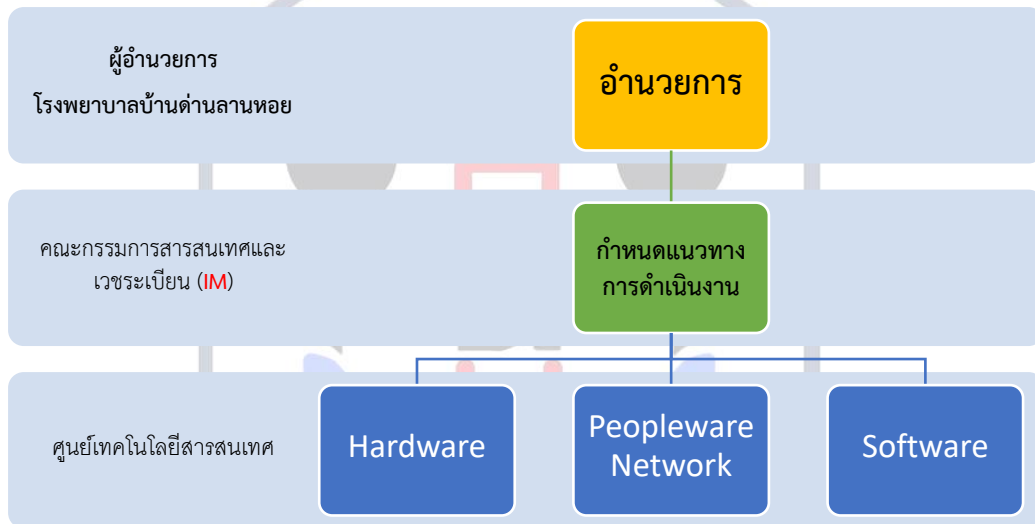 ผู้อำนวยการ
โรงพยาบาลบ้านด่านลานหอย
อำนวยการ
คณะกรรมการสารสนเทศและ
เวชระเบียน (IM)
กำหนดแนวทาง
การดำเนินงาน
ศูนย์เทคโนโลยีสารสนเทศ
Hardware
Peopleware
Network
Software